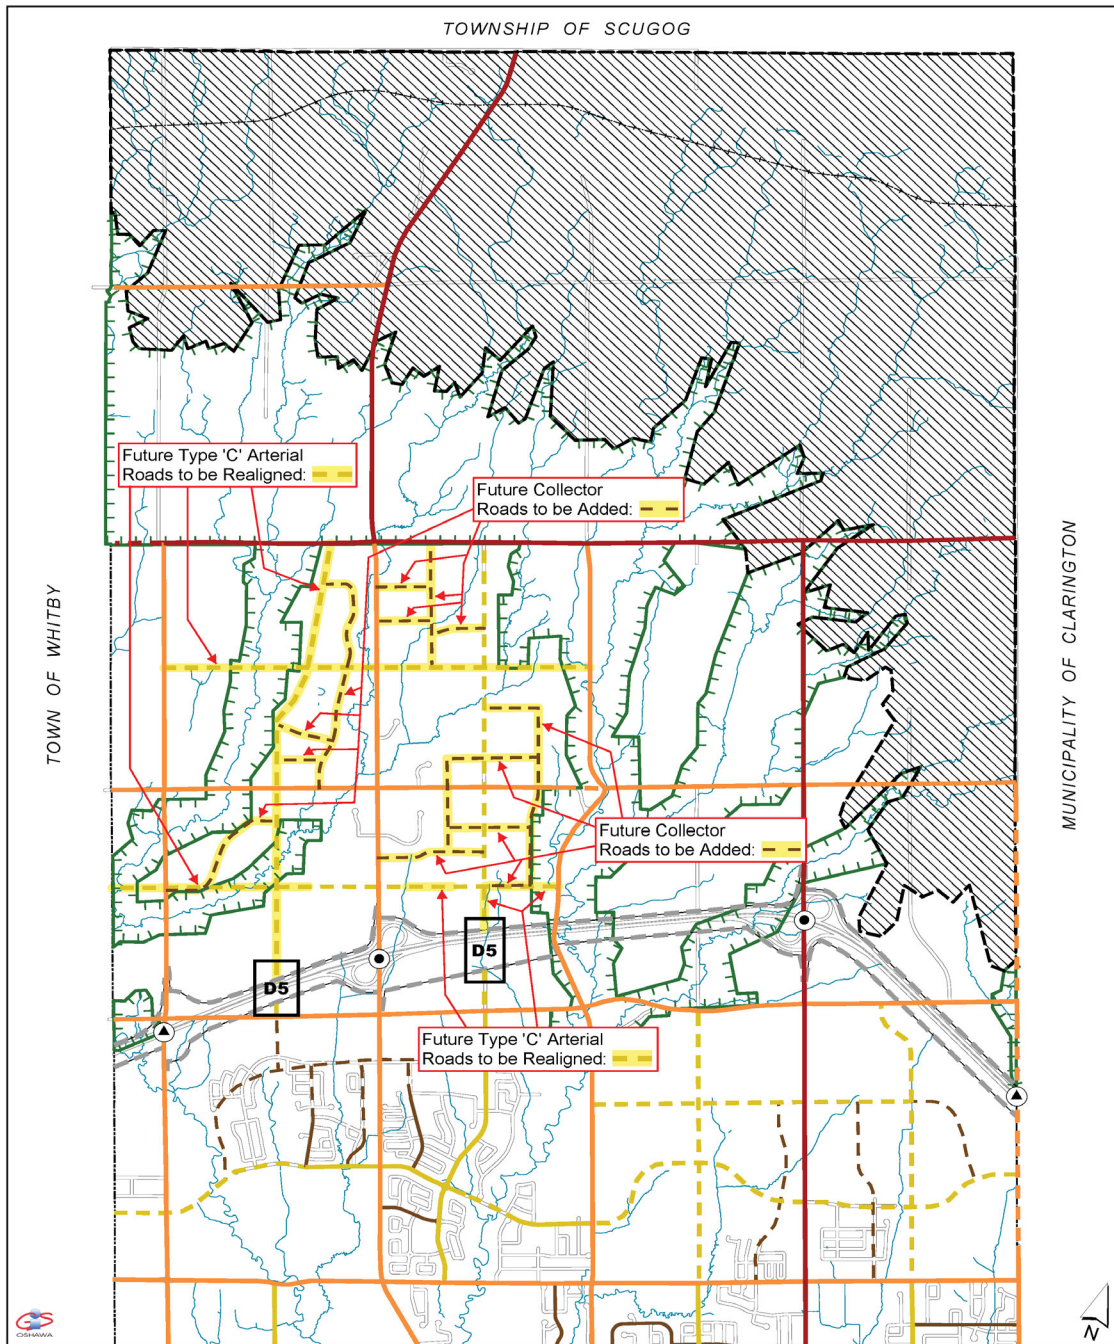 TOWNSHIP OF SCUGOG
Future Type 'C' Arterial
Roads to be Realigned:
Future Collector
Roads to be Added:
TOWN OF WHITBY
MUNICIPALITY OF CLARINGTON
Future Collector
Roads to be Added:
D5
D5
Future Type 'C' Arterial
Roads to be Realigned:
GIS
OSHAWA
N